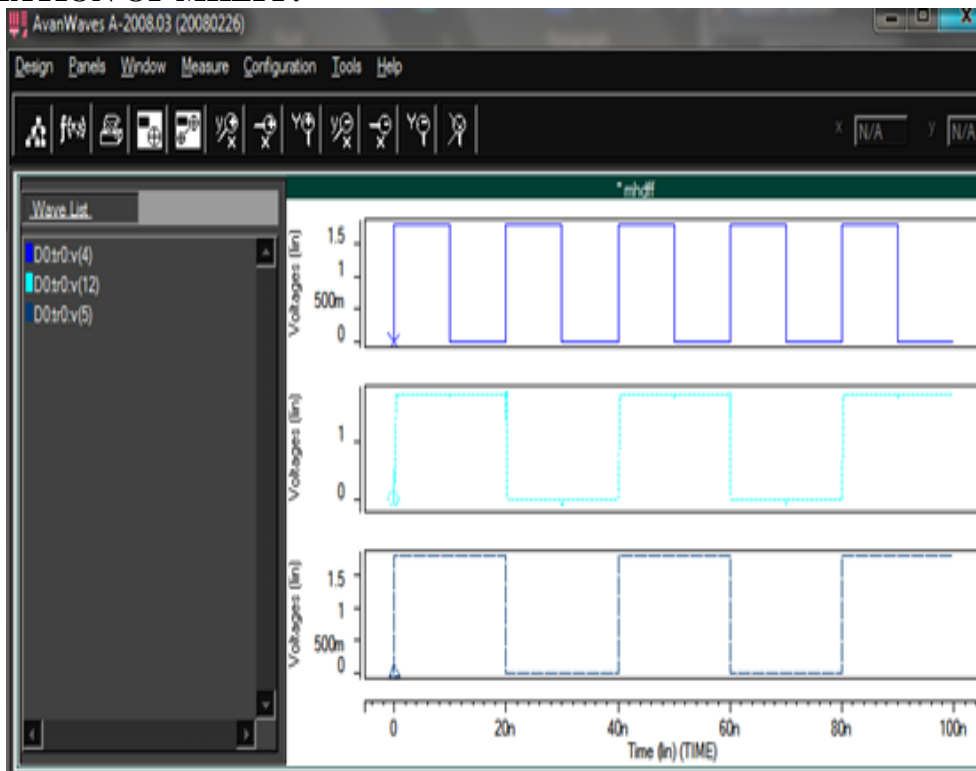 AvanWaves A-2008.03 (20080226)
Design Panels Window Measure Configuration Tools Help
f(x) x N/A y N/A
* mhdff
Wave List
D0:tr0:v(4)
D0:tr0:v(12)
D0:tr0:v(5)
Voltages (lin)
1.5
1
500m
0
Voltages (lin)
1
0
Voltages (lin)
1.5
1
500m
0
0 20n 40n 60n 80n 100n
Time (lin) (TIME)